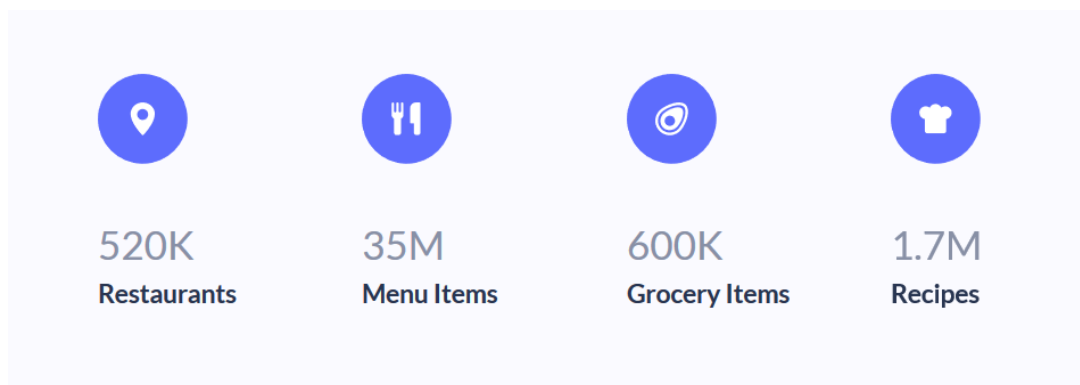 520K
Restaurants
35M
Menu Items
600K
Grocery Items
1.7M
Recipes